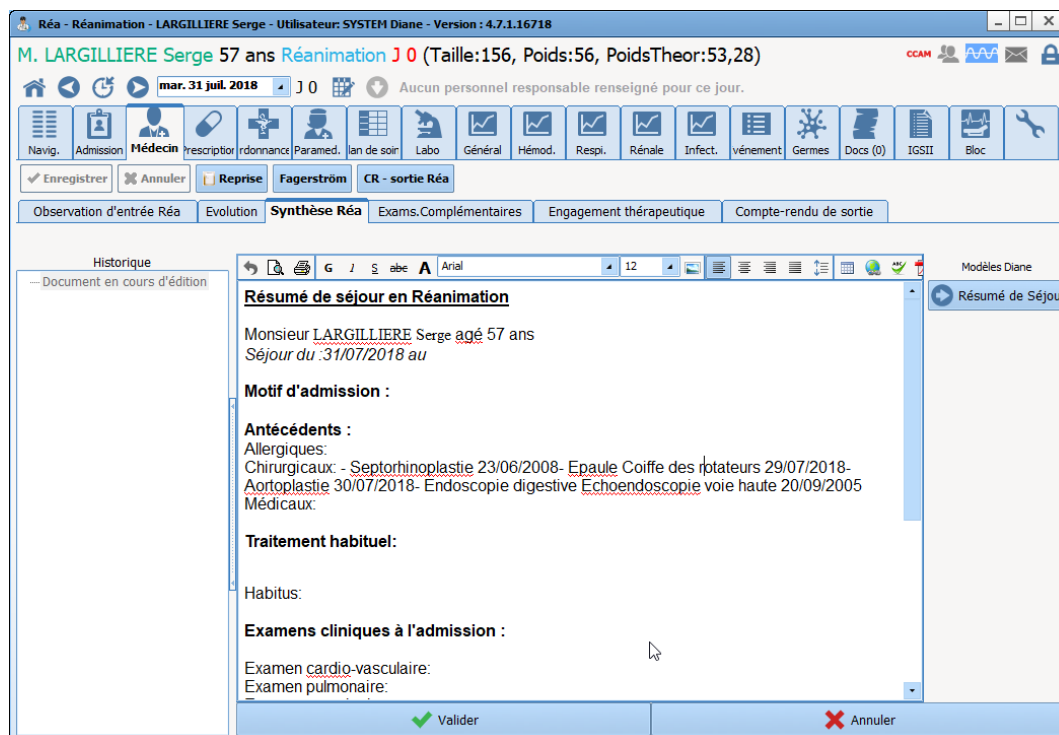 Réa - Réanimation - LARGILLIERE Serge - Utilisateur: SYSTEM Diane - Version : 4.7.1.16718
M. LARGILLIERE Serge 57 ans Réanimation J 0 (Taille:156, Poids:56, PoidsTheor:53,28)
CCAM
mar. 31 juil. 2018 J 0 Aucun personnel responsable renseigné pour ce jour.
Navig. Admission Médecin Prescription rdonnance Paramed. lan de soin Labo Général Hémod. Respi. Rénale Infect. vénement Germes Docs (0) IGSII Bloc
Enregistrer Annuler Reprise Fagerström CR - sortie Réa
Observation d'entrée Réa Evolution Synthèse Réa Exams.Complémentaires Engagement thérapeutique Compte-rendu de sortie
Historique
Document en cours d'édition
G I S abc A Arial 12
Modèles Diane
Résumé de Séjou
Résumé de séjour en Réanimation
Monsieur LARGILLIERE Serge agé 57 ans
Séjour du :31/07/2018 au
Motif d'admission :
Antécédents :
Allergiques:
Chirurgicaux: - Septorhinoplastie 23/06/2008- Epaule Coiffe des rotateurs 29/07/2018-
Aortoplastie 30/07/2018- Endoscopie digestive Echoendoscopie voie haute 20/09/2005
Médicaux:
Traitement habituel:
Habitus:
Examens cliniques à l'admission :
Examen cardio-vasculaire:
Examen pulmonaire:
Valider Annuler